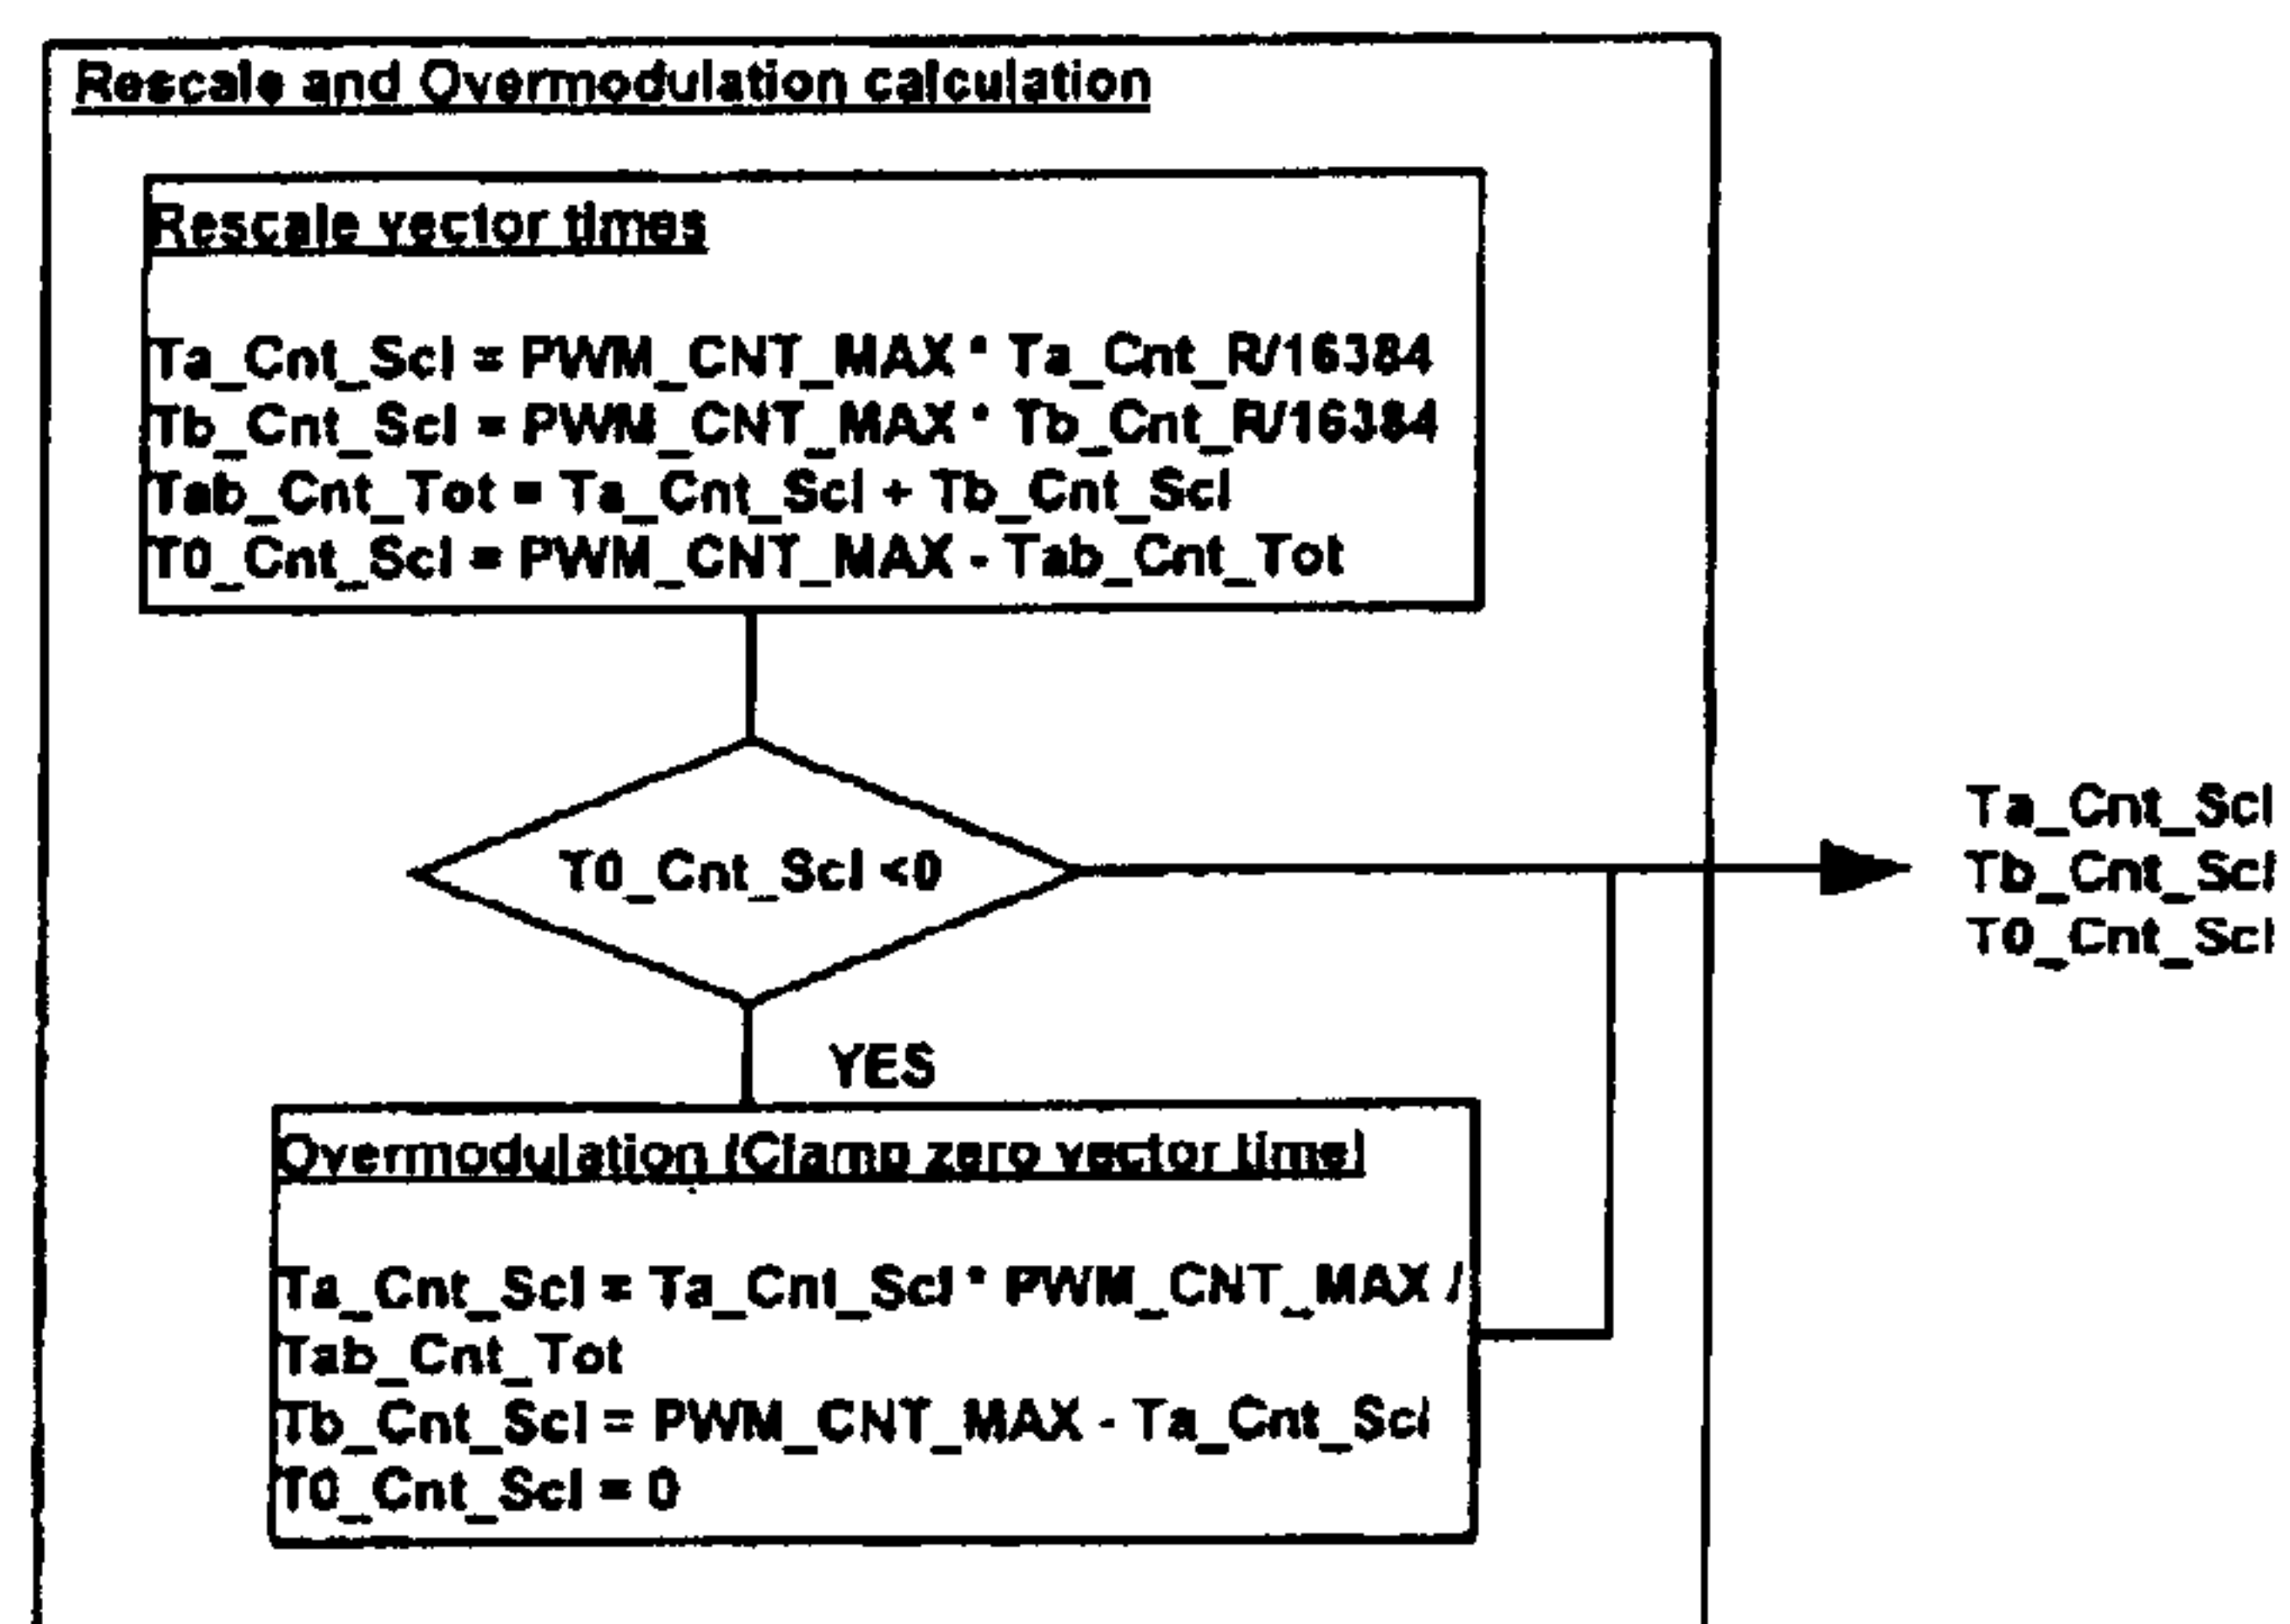 Rescale and Overmodulation calculation
Rescale vector times
Ta_Cnt_Scl = PWM_CNT_MAX * Ta_Cnt_R/16384
Tb_Cnt_Scl = PWM_CNT_MAX * Tb_Cnt_R/16384
Tab_Cnt_Tot = Ta_Cnt_Scl + Tb_Cnt_Scl
T0_Cnt_Scl = PWM_CNT_MAX - Tab_Cnt_Tot
T0_Cnt_Scl <0
Ta_Cnt_Scl
Tb_Cnt_Scl
T0_Cnt_Scl
YES
Overmodulation (Clamp zero vector time)
Ta_Cnt_Scl = Ta_Cnt_Scl * PWM_CNT_MAX /
Tab_Cnt_Tot
Tb_Cnt_Scl = PWM_CNT_MAX - Ta_Cnt_Scl
T0_Cnt_Scl = 0